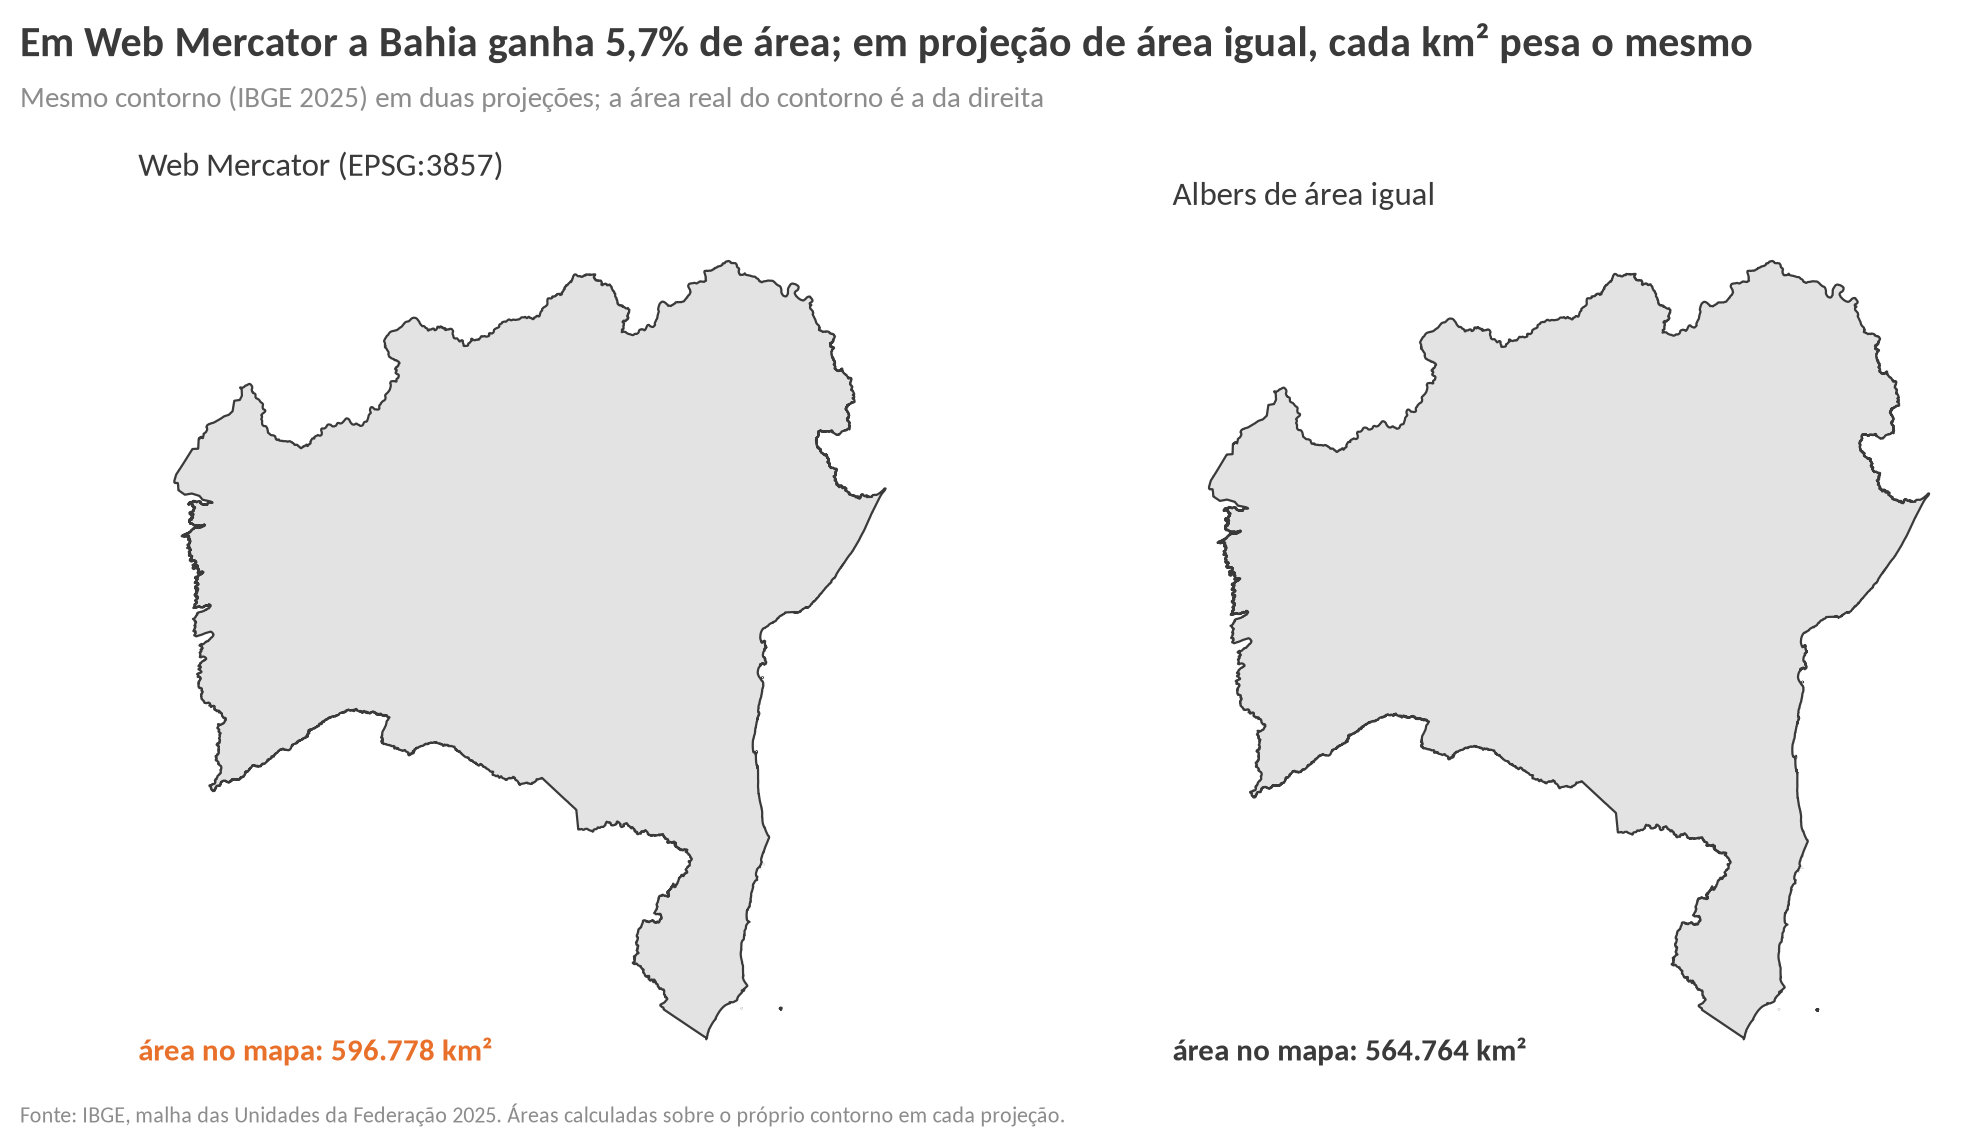 Em Web Mercator a Bahia ganha 5,7% de área; em projeção de área igual, cada km² pesa o mesmo
Mesmo contorno (IBGE 2025) em duas projeções; a área real do contorno é a da direita
Web Mercator (EPSG:3857)
Albers de área igual
área no mapa: 596.778 km²
área no mapa: 564.764 km²
Fonte: IBGE, malha das Unidades da Federação 2025. Áreas calculadas sobre o próprio contorno em cada projeção.